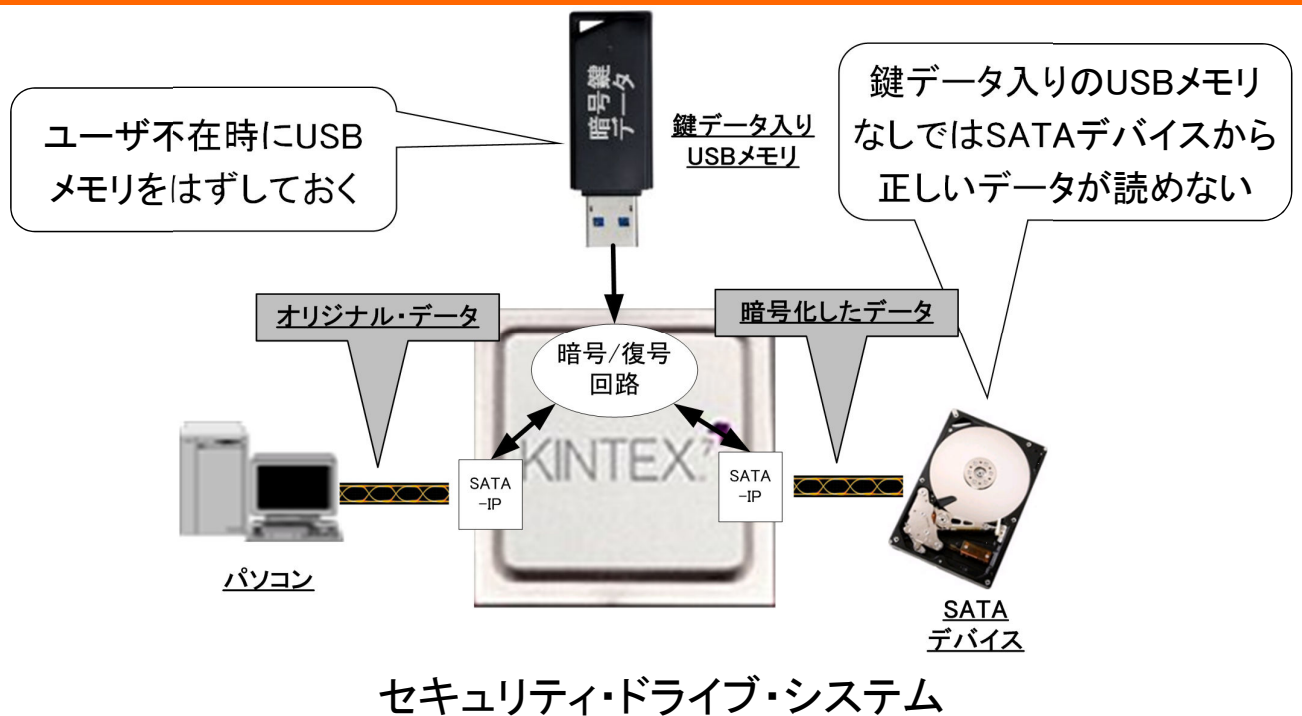 暗号鍵
データ
鍵データ入り
USBメモリ
ユーザ不在時にUSB
メモリをはずしておく
鍵データ入りのUSBメモリ
なしではSATAデバイスから
正しいデータが読めない
オリジナル・データ
暗号化したデータ
暗号/復号
回路
KINTEX.7
SATA
-IP
SATA
-IP
パソコン
SATA
デバイス
セキュリティ・ドライブ・システム